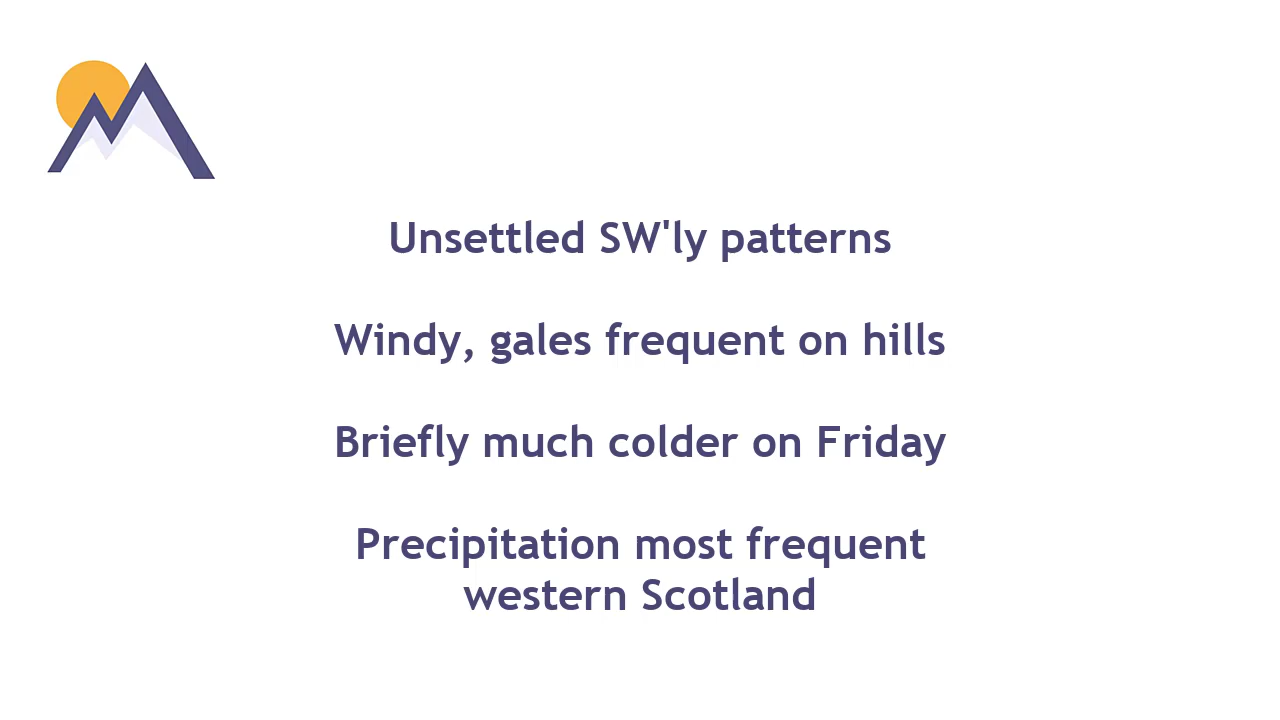 Unsettled SW'ly patterns
Windy, gales frequent on hills
Briefly much colder on Friday
Precipitation most frequent
western Scotland